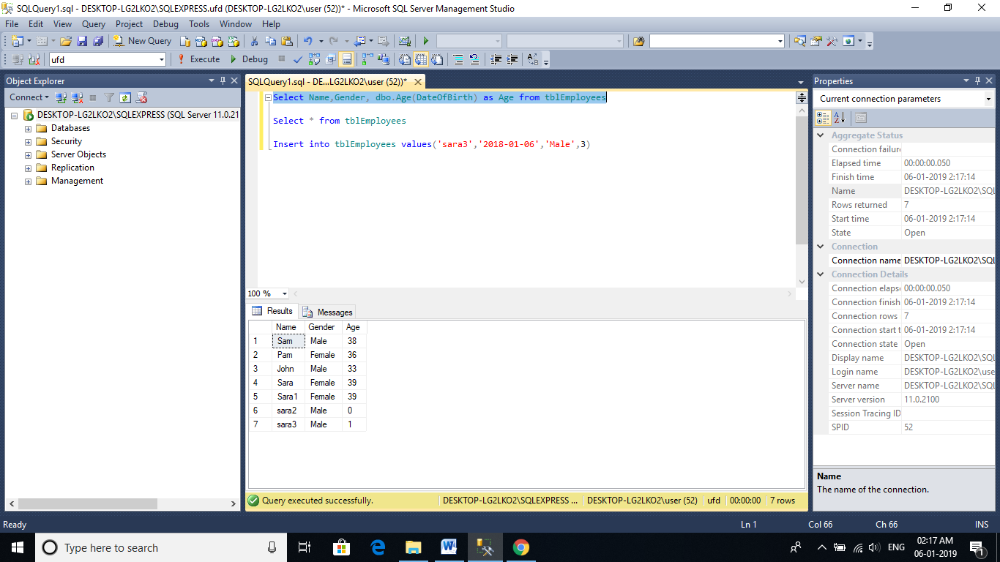 SQLQuery1.sql - DESKTOP-LG2LKO2\SQLEXPRESS.ufd (DESKTOP-LG2LKO2\user (52))* - Microsoft SQL Server Management Studio
File Edit View Query Project Debug Tools Window Help
New Query
ufd Execute Debug
Object Explorer
Connect
DESKTOP-LG2LKO2\SQLEXPRESS (SQL Server 11.0.21
Databases
Security
Server Objects
Replication
Management
SQLQuery1.sql - DE...LG2LKO2\user (52))*
Select Name,Gender, dbo.Age(DateOfBirth) as Age from tblEmployees
Select * from tblEmployees
Insert into tblEmployees values('sara3','2018-01-06','Male',3)
100 %
Results Messages
Name Gender Age
1 Sam Male 38
2 Pam Female 36
3 John Male 33
4 Sara Female 39
5 Sara1 Female 39
6 sara2 Male 0
7 sara3 Male 1
Query executed successfully. DESKTOP-LG2LKO2\SQLEXPRESS ... DESKTOP-LG2LKO2\user (52) ufd 00:00:00 7 rows
Properties
Current connection parameters
Aggregate Status
Connection failure
Elapsed time 00:00:00.050
Finish time 06-01-2019 2:17:14
Name DESKTOP-LG2LKO2\SQL
Rows returned 7
Start time 06-01-2019 2:17:14
State Open
Connection
Connection name DESKTOP-LG2LKO2\SQL
Connection Details
Connection elaps 00:00:00.050
Connection finish 06-01-2019 2:17:14
Connection rows 7
Connection start t 06-01-2019 2:17:14
Connection state Open
Display name DESKTOP-LG2LKO2\SQL
Login name DESKTOP-LG2LKO2\use
Server name DESKTOP-LG2LKO2\SQL
Server version 11.0.2100
Session Tracing ID
SPID 52
Name
The name of the connection.
Ready Ln 1 Col 66 Ch 66 INS
Type here to search
ENG
02:17 AM
06-01-2019
1